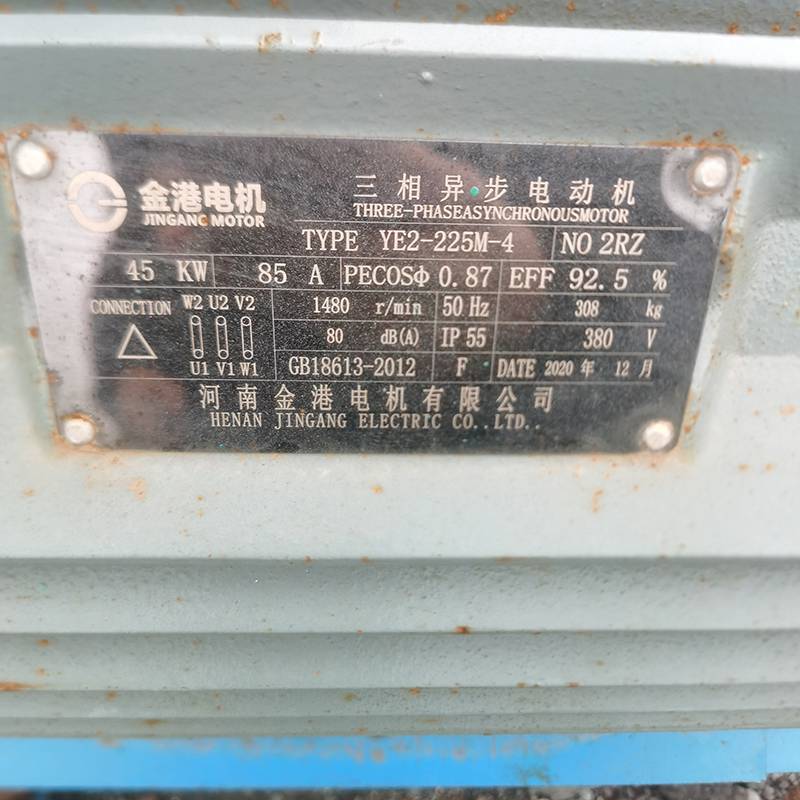 金港电机
JINGANG MOTOR
三相异步电动机
THREE-PHASEASYNCHRONOUSMOTOR
TYPE YE2-225M-4 NO 2RZ
45 KW 85 A PECOSΦ 0.87 EFF 92.5 %
CONNECTION W2 U2 V2 1480 r/min 50 Hz 308 kg
80 dB(A) IP 55 380 V
U1 V1 W1 GB18613-2012 F DATE 2020 年 12 月
河南金港电机有限公司
HENAN JINGANG ELECTRIC CO..LTD..